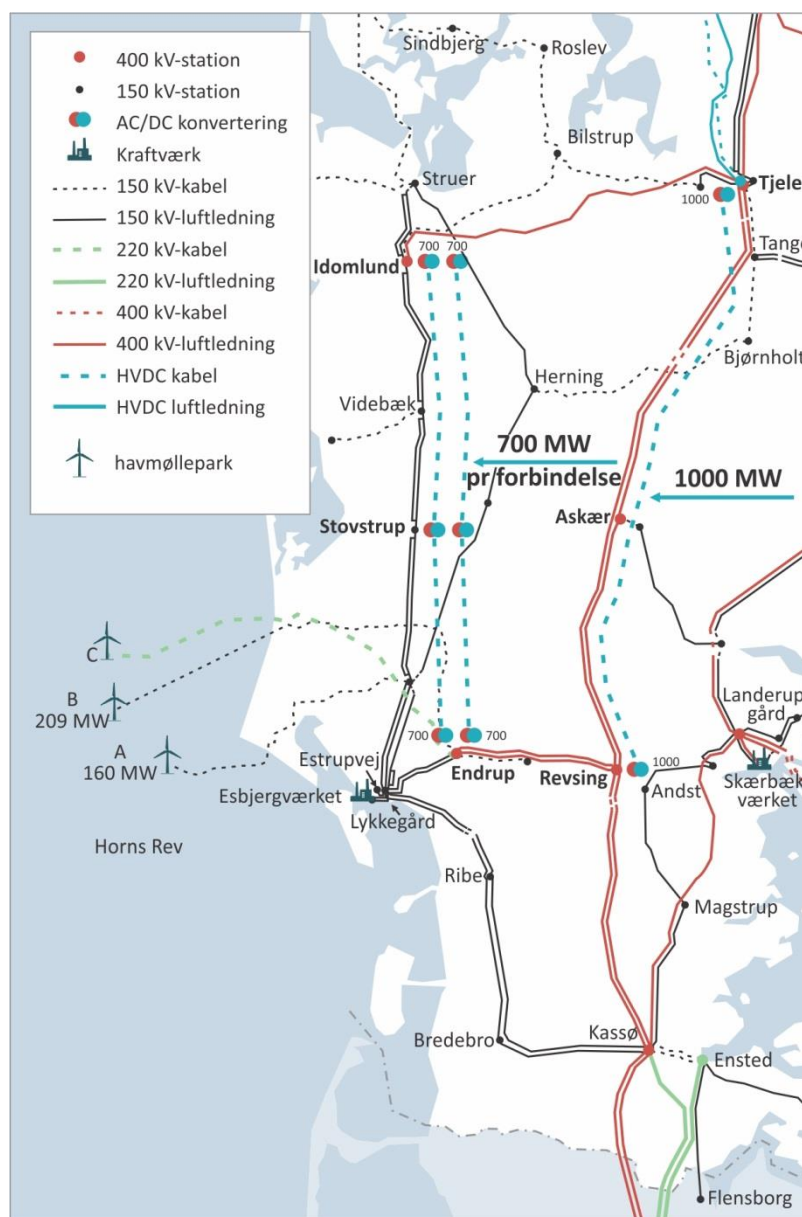 400 kV-station
150 kV-station
AC/DC konvertering
Kraftværk
150 kV-kabel
150 kV-luftledning
220 kV-kabel
220 kV-luftledning
400 kV-kabel
400 kV-luftledning
HVDC kabel
HVDC luftledning
havmøllepark
Sindbjerg
Roslev
Bilstrup
Struer
Tjele
1000
700
700
Idomlund
Tange
Bjørnholt
Herning
Videbæk
700 MW
pr forbindelse
1000 MW
Stovstrup
Askær
C
B
209 MW
A
160 MW
Landerup
gård
700
700
Endrup
Revsing
1000
Estrupvej
Esbjergværket
Lykkegård
Andst
Skærbæk
værket
Horns Rev
Ribe
Magstrup
Bredebro
Kassø
Ensted
Flensborg